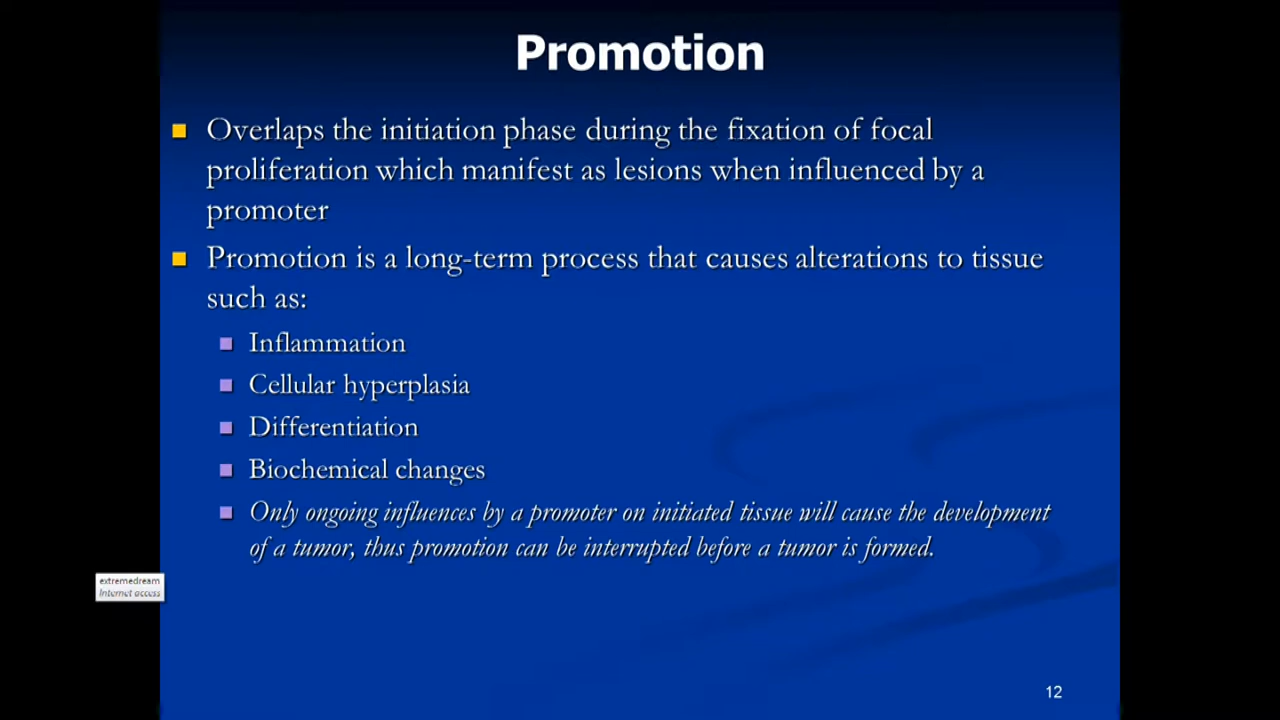 Promotion
Overlaps the initiation phase during the fixation of focal
proliferation which manifest as lesions when influenced by a
promoter
Promotion is a long-term process that causes alterations to tissue
such as:
Inflammation
Cellular hyperplasia
Differentiation
Biochemical changes
Only ongoing influences by a promoter on initiated tissue will cause the development
of a tumor, thus promotion can be interrupted before a tumor is formed.
extremedream
Internet access
12